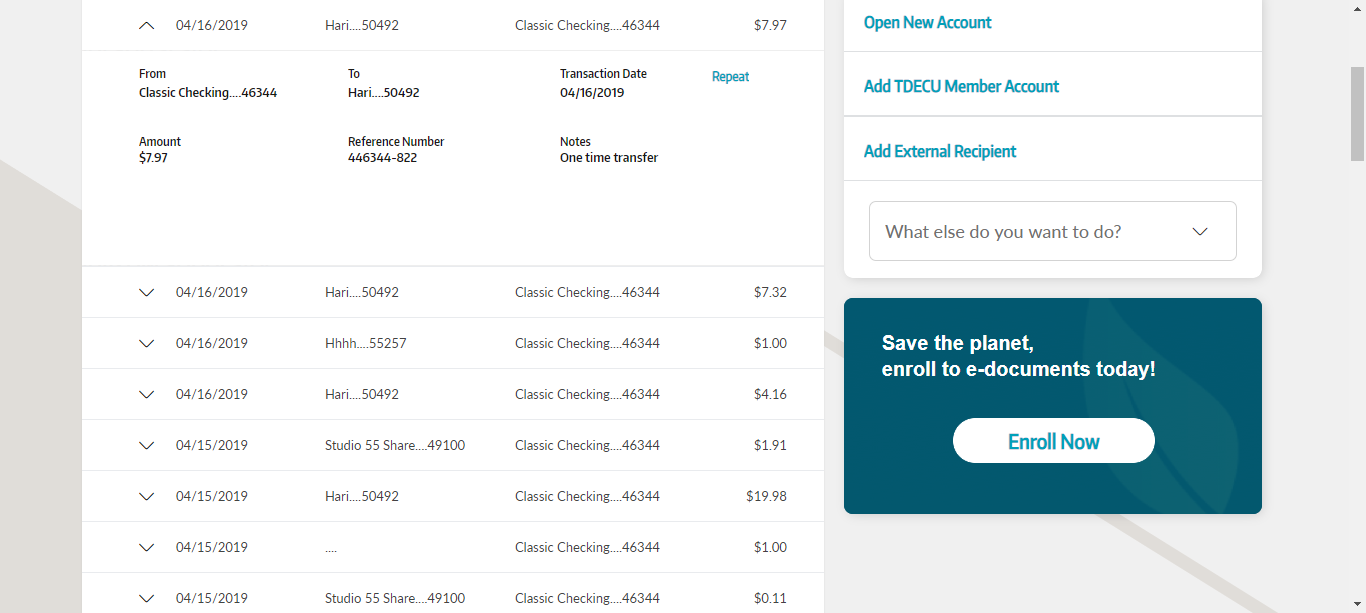 04/16/2019 Hari....50492 Classic Checking....46344 $7.97
From To Transaction Date Repeat
Classic Checking....46344 Hari....50492 04/16/2019
Amount Reference Number Notes
$7.97 446344-822 One time transfer
04/16/2019 Hari....50492 Classic Checking....46344 $7.32
04/16/2019 Hhhh....55257 Classic Checking....46344 $1.00
04/16/2019 Hari....50492 Classic Checking....46344 $4.16
04/15/2019 Studio 55 Share....49100 Classic Checking....46344 $1.91
04/15/2019 Hari....50492 Classic Checking....46344 $19.98
04/15/2019 .... Classic Checking....46344 $1.00
04/15/2019 Studio 55 Share....49100 Classic Checking....46344 $0.11
Open New Account
Add TDECU Member Account
Add External Recipient
What else do you want to do?
Save the planet,
enroll to e-documents today!
Enroll Now